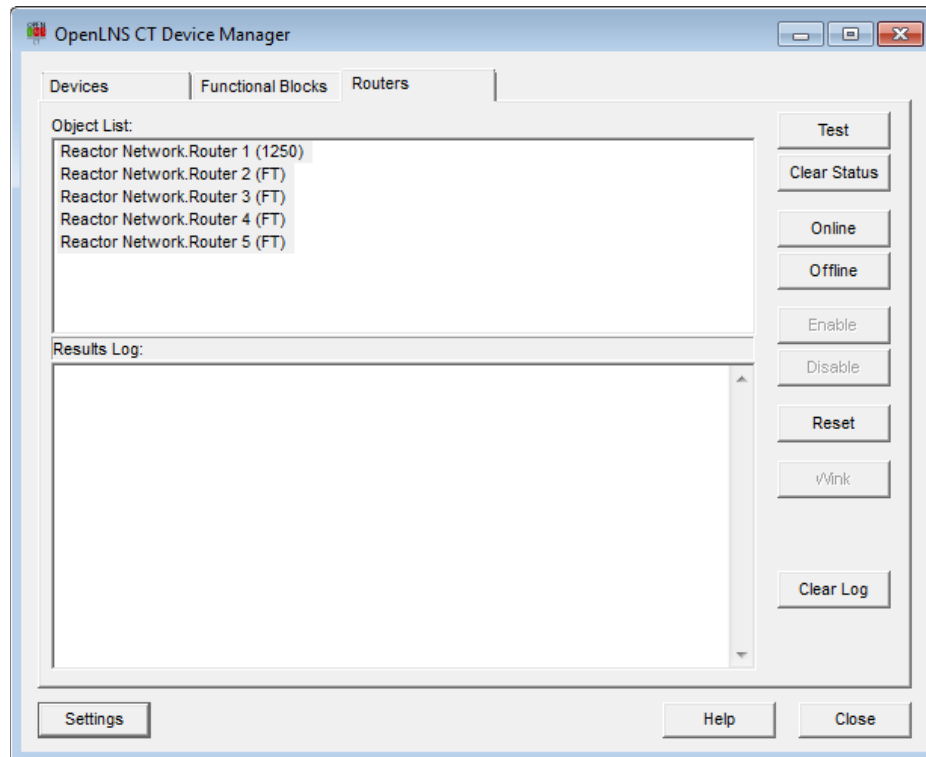 OpenLNS CT Device Manager
Devices
Functional Blocks
Routers
Object List:
Reactor Network.Router 1 (1250)
Reactor Network.Router 2 (FT)
Reactor Network.Router 3 (FT)
Reactor Network.Router 4 (FT)
Reactor Network.Router 5 (FT)
Results Log:
Test
Clear Status
Online
Offline
Enable
Disable
Reset
Wink
Clear Log
Settings
Help
Close